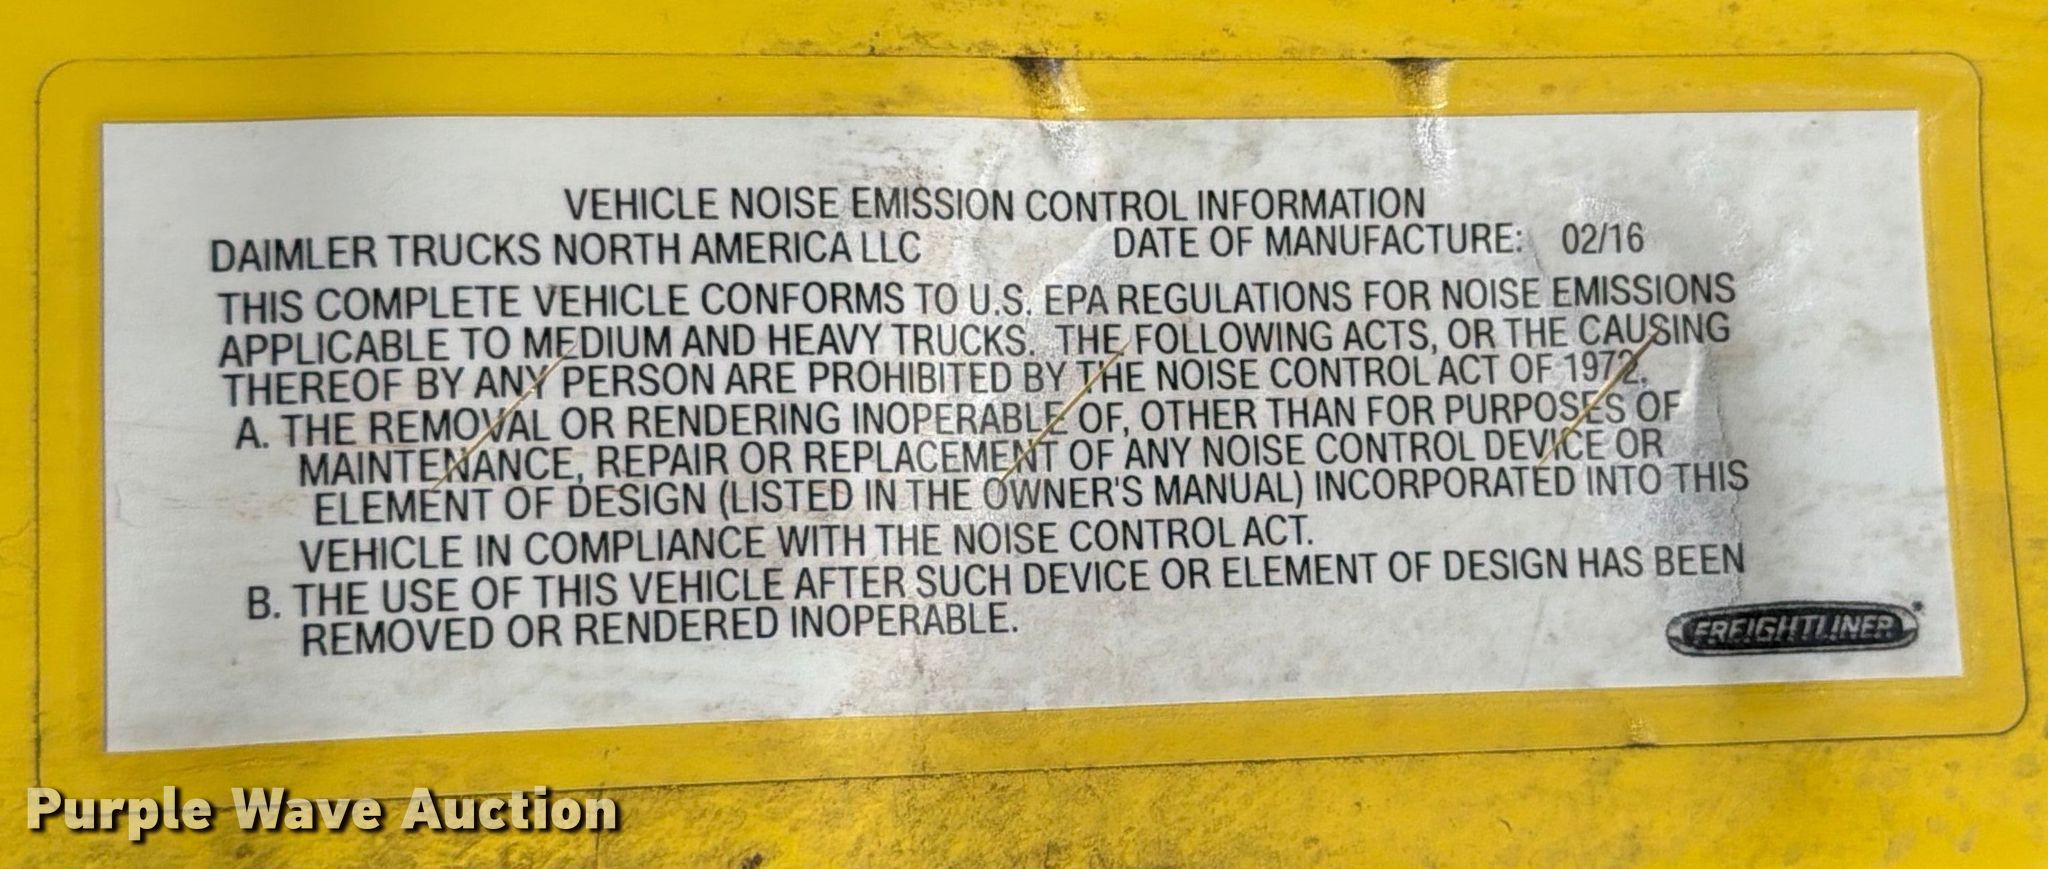 VEHICLE NOISE EMISSION CONTROL INFORMATION
DAIMLER TRUCKS NORTH AMERICA LLC DATE OF MANUFACTURE: 02/16
THIS COMPLETE VEHICLE CONFORMS TO U.S. EPA REGULATIONS FOR NOISE EMISSIONS
APPLICABLE TO MEDIUM AND HEAVY TRUCKS. THE FOLLOWING ACTS, OR THE CAUSING
THEREOF BY ANY PERSON ARE PROHIBITED BY THE NOISE CONTROL ACT OF 1972.
A. THE REMOVAL OR RENDERING INOPERABLE OF, OTHER THAN FOR PURPOSES OF
MAINTENANCE, REPAIR OR REPLACEMENT OF ANY NOISE CONTROL DEVICE OR
ELEMENT OF DESIGN (LISTED IN THE OWNER'S MANUAL) INCORPORATED INTO THIS
VEHICLE IN COMPLIANCE WITH THE NOISE CONTROL ACT.
B. THE USE OF THIS VEHICLE AFTER SUCH DEVICE OR ELEMENT OF DESIGN HAS BEEN
REMOVED OR RENDERED INOPERABLE.
FREIGHTLINER
Purple Wave Auction